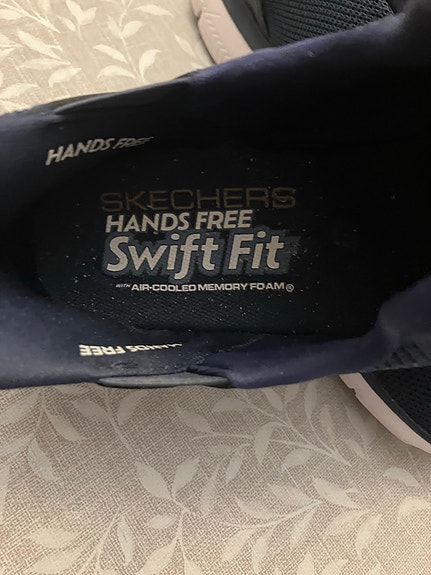 HANDS FREE
SKECHERS
HANDS FREE
Swift Fit
WITH AIR-COOLED MEMORY FOAM®
HANDS FREE